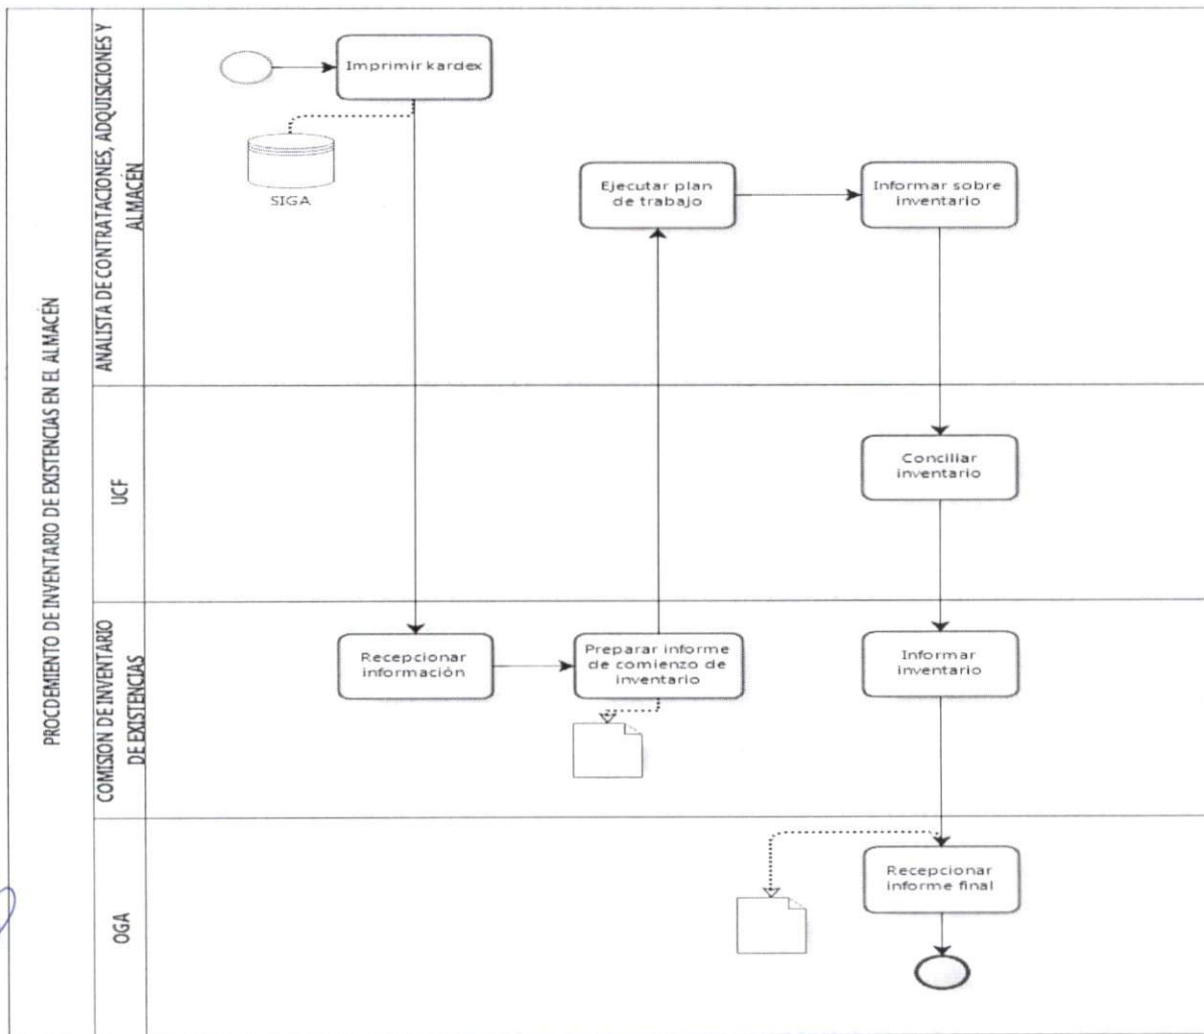 PROCDEMIENTO DE INVENTARIO DE EXISTENCIAS EN EL ALMACÉN
ANALISTA DE CONTRATACIONES, ADQUISICIONES Y
ALMACÉN
Imprimir kardex
SIGA
Ejecutar plan
de trabajo
Informar sobre
inventario
UCF
Conciliar
inventario
COMISION DE INVENTARIO
DE EXISTENCIAS
Recepcionar
información
Preparar informe
de comienzo de
inventario
Informar
inventario
OGA
Recepcionar
informe final